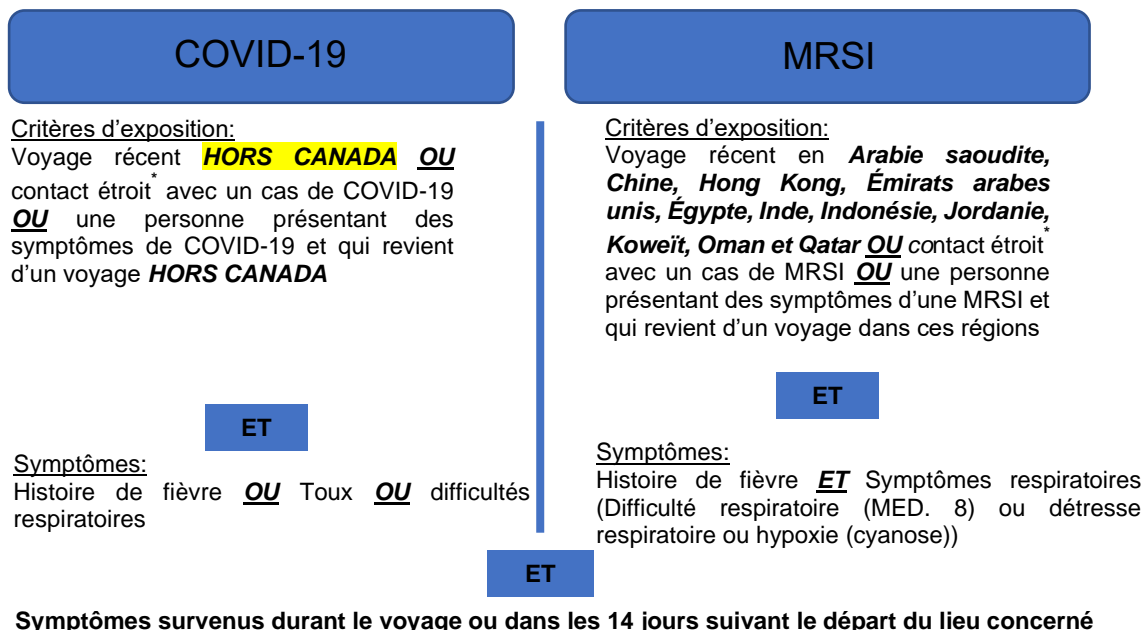 COVID-19
Critères d'exposition:
Voyage récent HORS CANADA OU
contact étroit* avec un cas de COVID-19
OU une personne présentant des
symptômes de COVID-19 et qui revient
d'un voyage HORS CANADA
ET
Symptômes:
Histoire de fièvre OU Toux OU difficultés
respiratoires
MRSI
Critères d'exposition:
Voyage récent en Arabie saoudite,
Chine, Hong Kong, Émirats arabes
unis, Égypte, Inde, Indonésie, Jordanie,
Koweït, Oman et Qatar OU contact étroit*
avec un cas de MRSI OU une personne
présentant des symptômes d'une MRSI et
qui revient d'un voyage dans ces régions
ET
Symptômes:
Histoire de fièvre ET Symptômes respiratoires
(Difficulté respiratoire (MED. 8) ou détresse
respiratoire ou hypoxie (cyanose))
ET
Symptômes survenus durant le voyage ou dans les 14 jours suivant le départ du lieu concerné